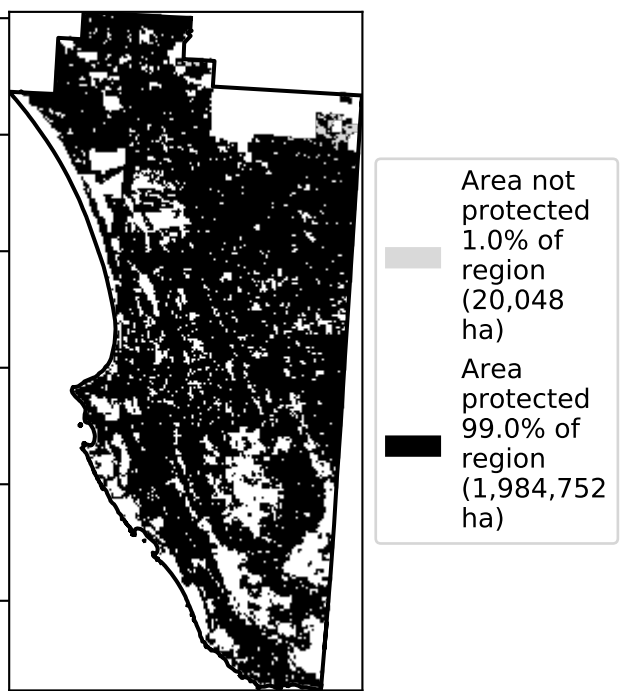 Area not
protected
1.0% of
region
(20,048
ha)
Area
protected
99.0% of
region
(1,984,752
ha)